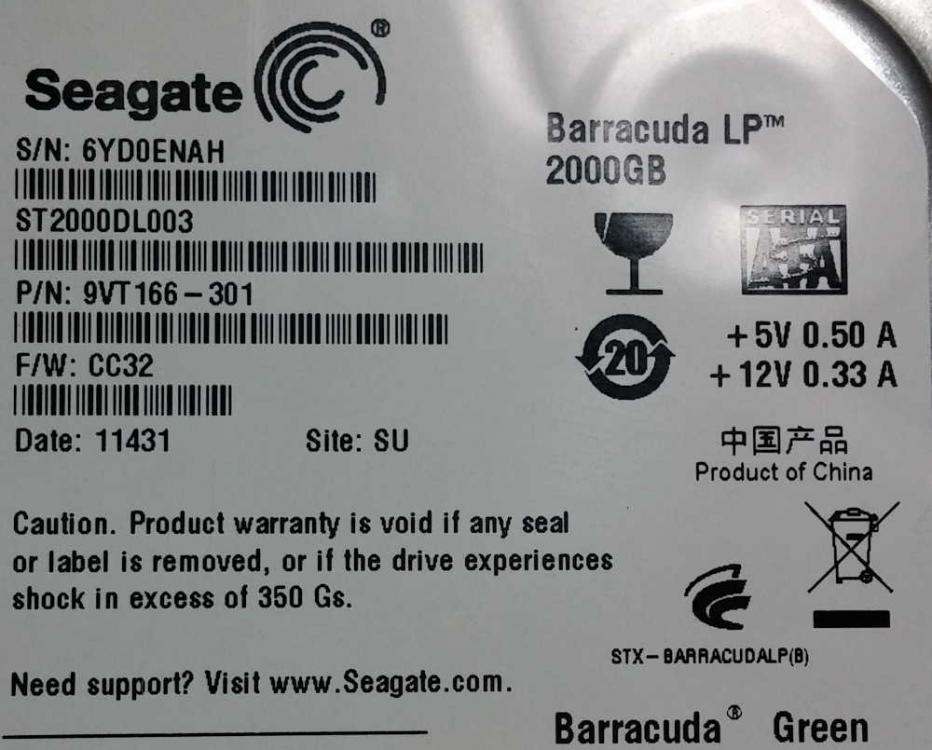 Seagate®
S/N: 6YD0ENAH
ST2000DL003
P/N: 9VT166-301
F/W: CC32
Date: 11431 Site: SU
Barracuda LP™
2000GB
SERIAL
ATA
20
+5V 0.50 A
+12V 0.33 A
中国产品
Product of China
Caution. Product warranty is void if any seal
or label is removed, or if the drive experiences
shock in excess of 350 Gs.
STX-BARRACUDALP(B)
Need support? Visit www.Seagate.com.
Barracuda® Green